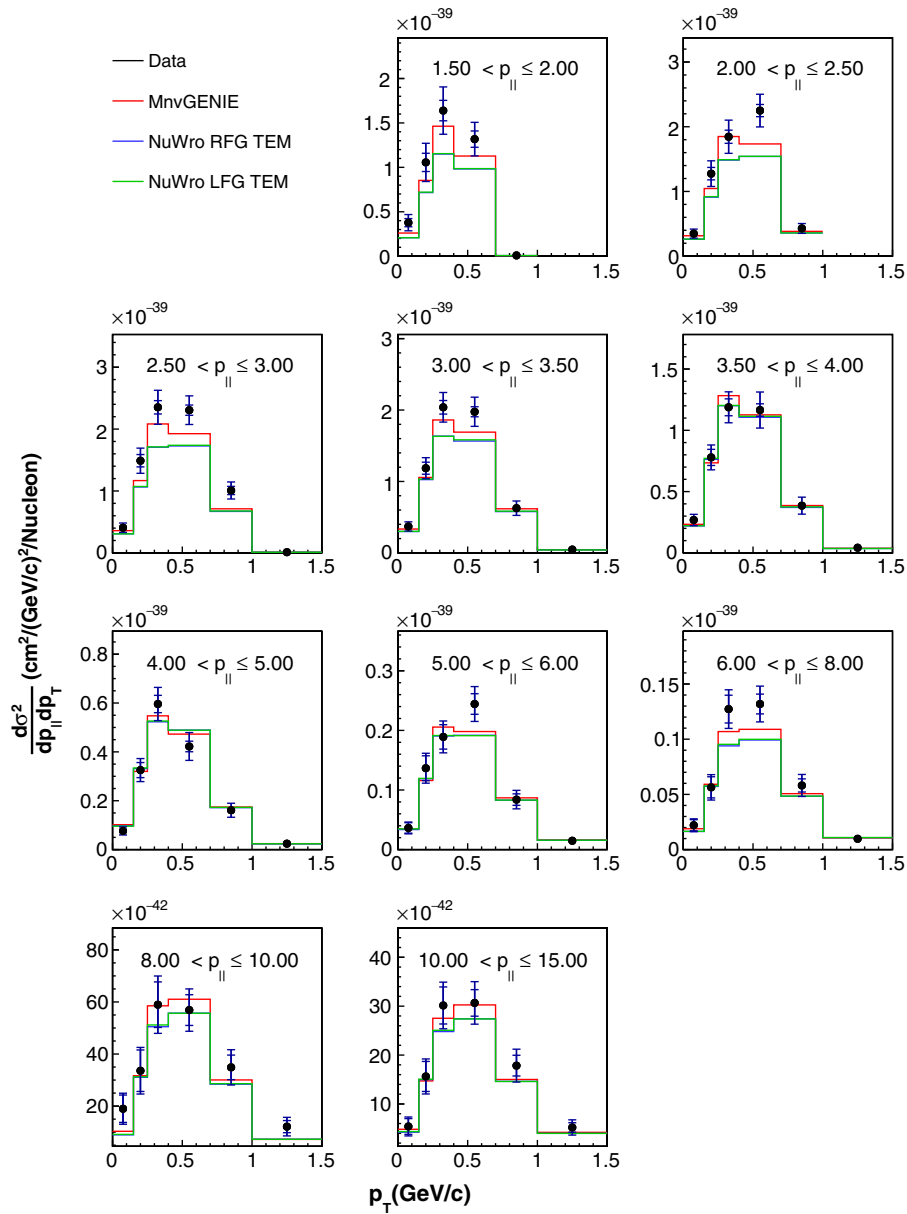 Data
MnvGENIE
NuWro RFG TEM
NuWro LFG TEM
×10⁻³⁹
1.50 < p_|| ≤ 2.00
0 0.5 1 1.5 2
0 0.5 1 1.5
×10⁻³⁹
2.00 < p_|| ≤ 2.50
0 1 2 3
0 0.5 1 1.5
×10⁻³⁹
2.50 < p_|| ≤ 3.00
0 1 2 3
0 0.5 1 1.5
×10⁻³⁹
3.00 < p_|| ≤ 3.50
0 1 2 3
0 0.5 1 1.5
×10⁻³⁹
3.50 < p_|| ≤ 4.00
0 0.5 1 1.5
0 0.5 1 1.5
×10⁻³⁹
4.00 < p_|| ≤ 5.00
0 0.2 0.4 0.6 0.8
0 0.5 1 1.5
×10⁻³⁹
5.00 < p_|| ≤ 6.00
0 0.1 0.2 0.3
0 0.5 1 1.5
×10⁻³⁹
6.00 < p_|| ≤ 8.00
0 0.05 0.1 0.15
0 0.5 1 1.5
×10⁻⁴²
8.00 < p_|| ≤ 10.00
20 40 60 80
0 0.5 1 1.5
×10⁻⁴²
10.00 < p_|| ≤ 15.00
10 20 30 40
0 0.5 1 1.5
dσ²/dp_||dp_T (cm²/(GeV/c)²/Nucleon)
p_T(GeV/c)